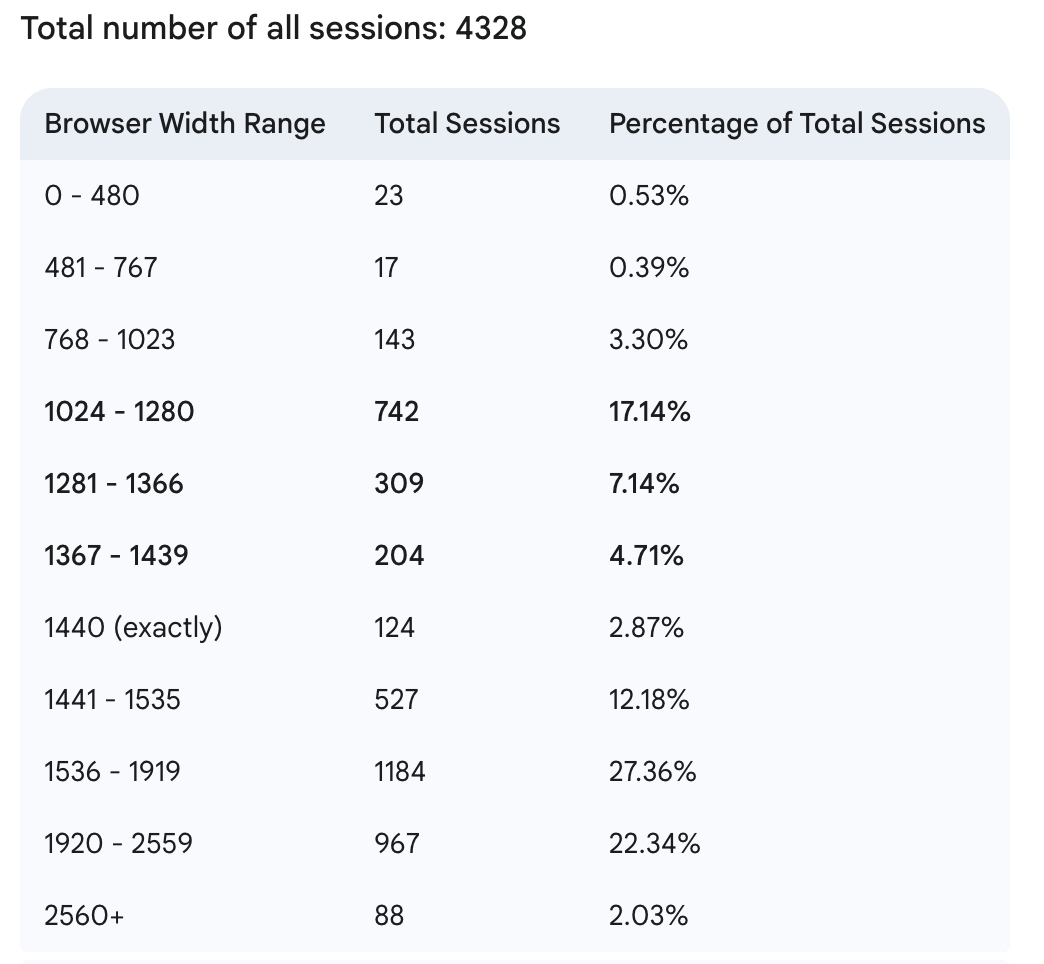 Total number of all sessions: 4328
Browser Width Range Total Sessions Percentage of Total Sessions
0 - 480 23 0.53%
481 - 767 17 0.39%
768 - 1023 143 3.30%
1024 - 1280 742 17.14%
1281 - 1366 309 7.14%
1367 - 1439 204 4.71%
1440 (exactly) 124 2.87%
1441 - 1535 527 12.18%
1536 - 1919 1184 27.36%
1920 - 2559 967 22.34%
2560+ 88 2.03%